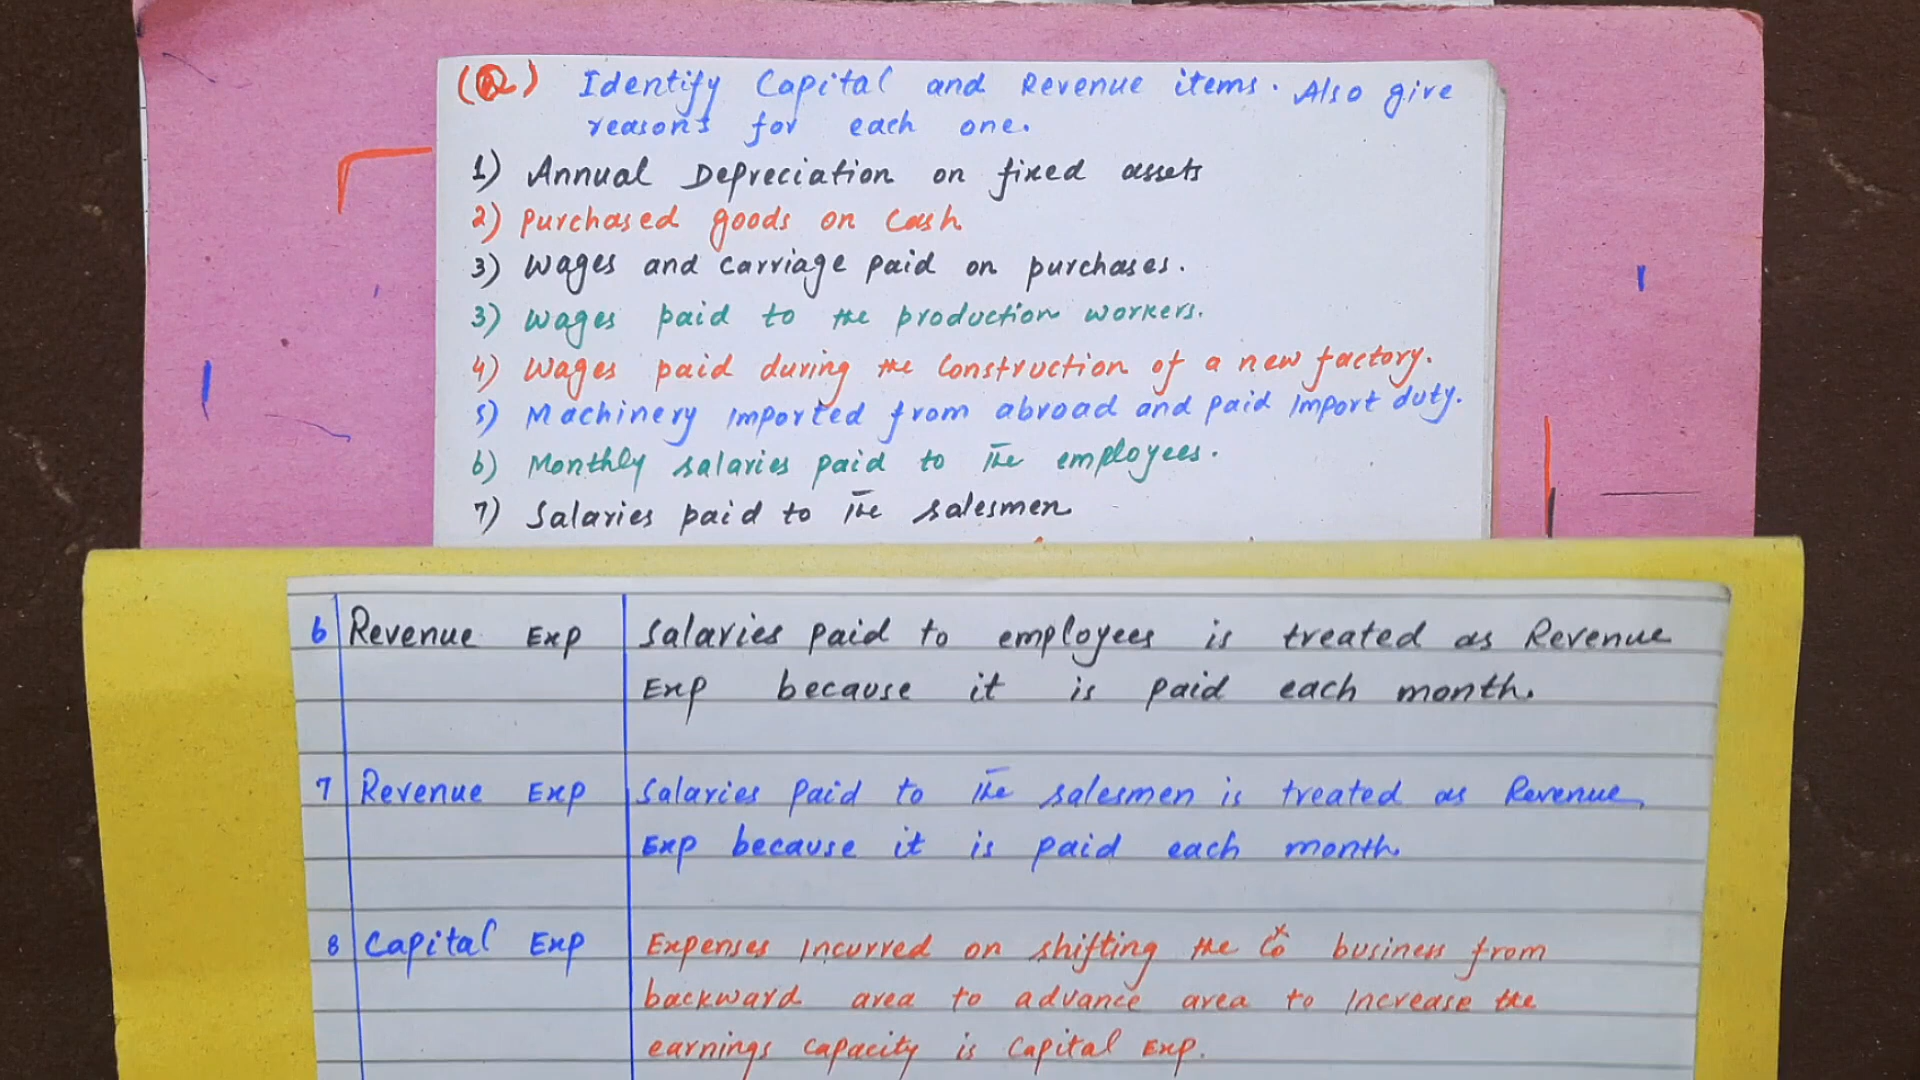 (Q) Identify Capital and Revenue items. Also give
reasons for each one.
1) Annual Depreciation on fixed assets
2) Purchased goods on Cash
3) Wages and carriage paid on purchases.
3) Wages paid to the production workers.
4) Wages paid during the Construction of a new factory.
5) Machinery imported from abroad and paid import duty.
6) Monthly salaries paid to The employees.
7) Salaries paid to The salesmen
6 Revenue Exp Salaries paid to employees is treated as Revenue
Exp because it is paid each month.
7 Revenue Exp Salaries Paid to The salesmen is treated as Revenue
Exp because it is paid each month.
8 Capital Exp Expenses incurred on shifting the business from
backward area to advance area to increase the
earnings capacity is Capital Exp.